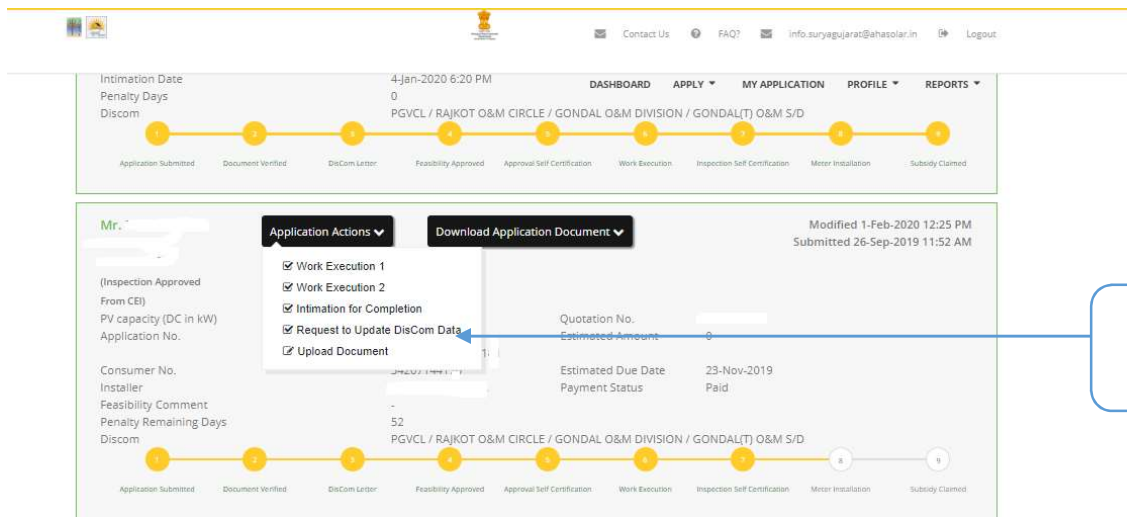 Contact Us FAQ? info.suryagujarat@ahasolar.in Logout
DASHBOARD APPLY MY APPLICATION PROFILE REPORTS
Intimation Date 4-Jan-2020 6:20 PM
Penalty Days 0
Discom PGVCL / RAJKOT O&M CIRCLE / GONDAL O&M DIVISION / GONDAL(T) O&M S/D
1 2 3 4 5 6 7 8 9
Application Submitted Document Verified DisCom Letter Feasibility Approved Approval Self Certification Work Execution Inspection Self Certification Meter Installation Subsidy Claimed
Mr. Application Actions Download Application Document Modified 1-Feb-2020 12:25 PM
Submitted 26-Sep-2019 11:52 AM
Work Execution 1
Work Execution 2
Intimation for Completion
Request to Update DisCom Data
Upload Document
(Inspection Approved
From CEI)
PV capacity (DC in kW) Quotation No.
Application No. Estimated Amount 0
Consumer No. Estimated Due Date 23-Nov-2019
Installer Payment Status Paid
Feasibility Comment -
Penalty Remaining Days 52
Discom PGVCL / RAJKOT O&M CIRCLE / GONDAL O&M DIVISION / GONDAL(T) O&M S/D
1 2 3 4 5 6 7 8 9
Application Submitted Document Verified DisCom Letter Feasibility Approved Approval Self Certification Work Execution Inspection Self Certification Meter Installation Subsidy Claimed